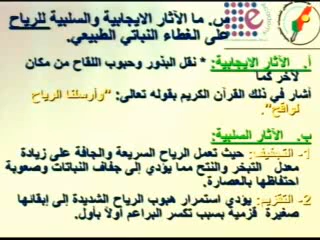 س. ما الآثار الايجابية والسلبية للرياح
على الغطاء النباتي الطبيعي.
أ. الآثار الايجابية: * نقل البذور وحبوب اللقاح من مكان
لآخر كما
أشار في ذلك القرآن الكريم بقوله تعالى: "وأرسلنا الرياح
لواقح".
ب. الآثار السلبية:
1- التجفيف: حيث تعمل الرياح السريعة والجافة على زيادة
معدل التبخر والنتح مما يؤدي إلى جفاف النباتات وصعوبة
احتفاظها بالعصارة.
2- التقزيم: يؤدي استمرار هبوب الرياح الشديدة إلى إبقائها
صغيرة قزمية بسبب تكسر البراعم أولاً بأول.